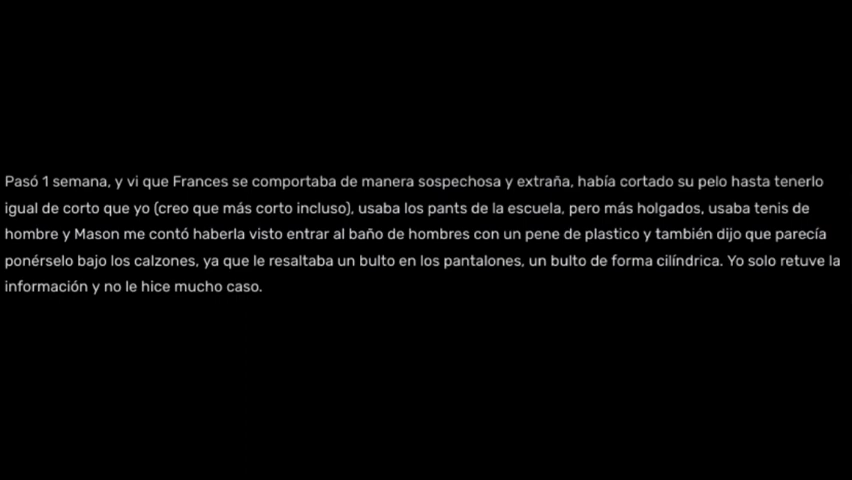 Pasó 1 semana, y vi que Frances se comportaba de manera sospechosa y extraña, había cortado su pelo hasta tenerlo
igual de corto que yo (creo que más corto incluso), usaba los pants de la escuela, pero más holgados, usaba tenis de
hombre y Mason me contó haberla visto entrar al baño de hombres con un pene de plastico y también dijo que parecía
ponérselo bajo los calzones, ya que le resaltaba un bulto en los pantalones, un bulto de forma cilíndrica. Yo solo retuve la
información y no le hice mucho caso.